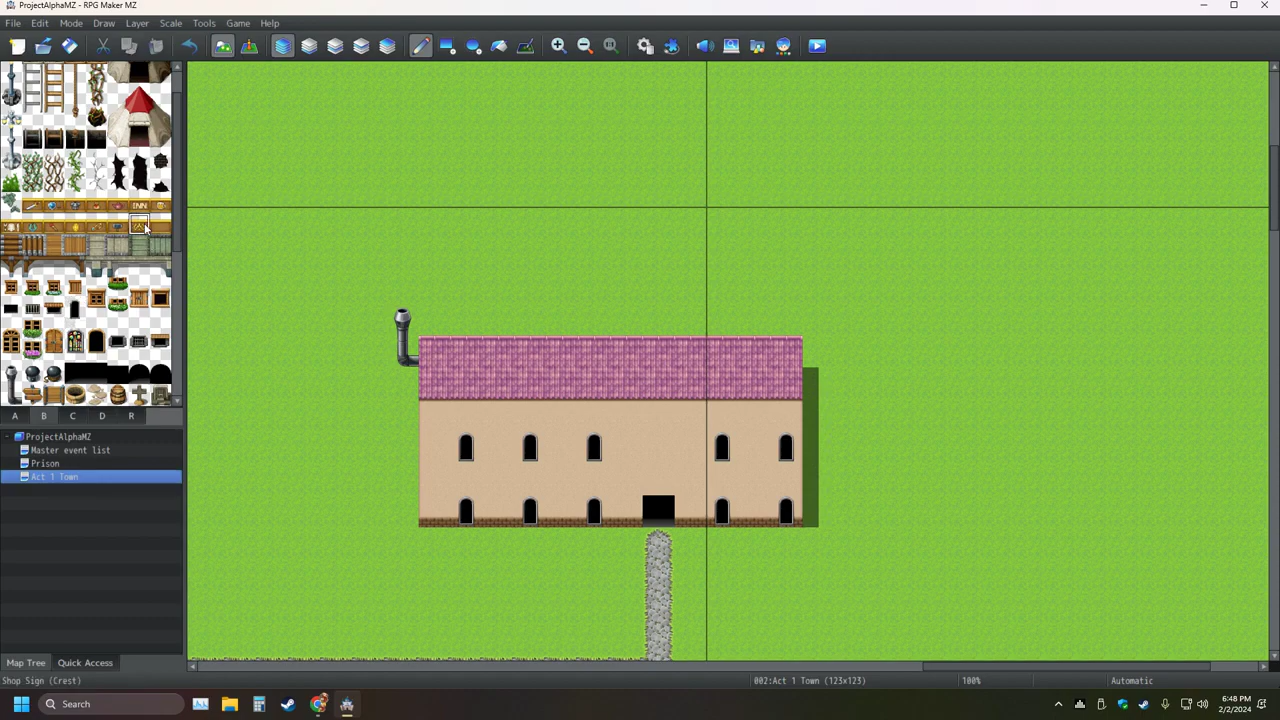 ProjectAlphaMZ - RPG Maker MZ
File Edit Mode Draw Layer Scale Tools Game Help
INN
A B C D R
ProjectAlphaMZ
Master event list
Prison
Act 1 Town
Map Tree Quick Access
Shop Sign (Crest) 002:Act 1 Town (123x123) 100% Automatic
Search
6:48 PM
2/2/2024